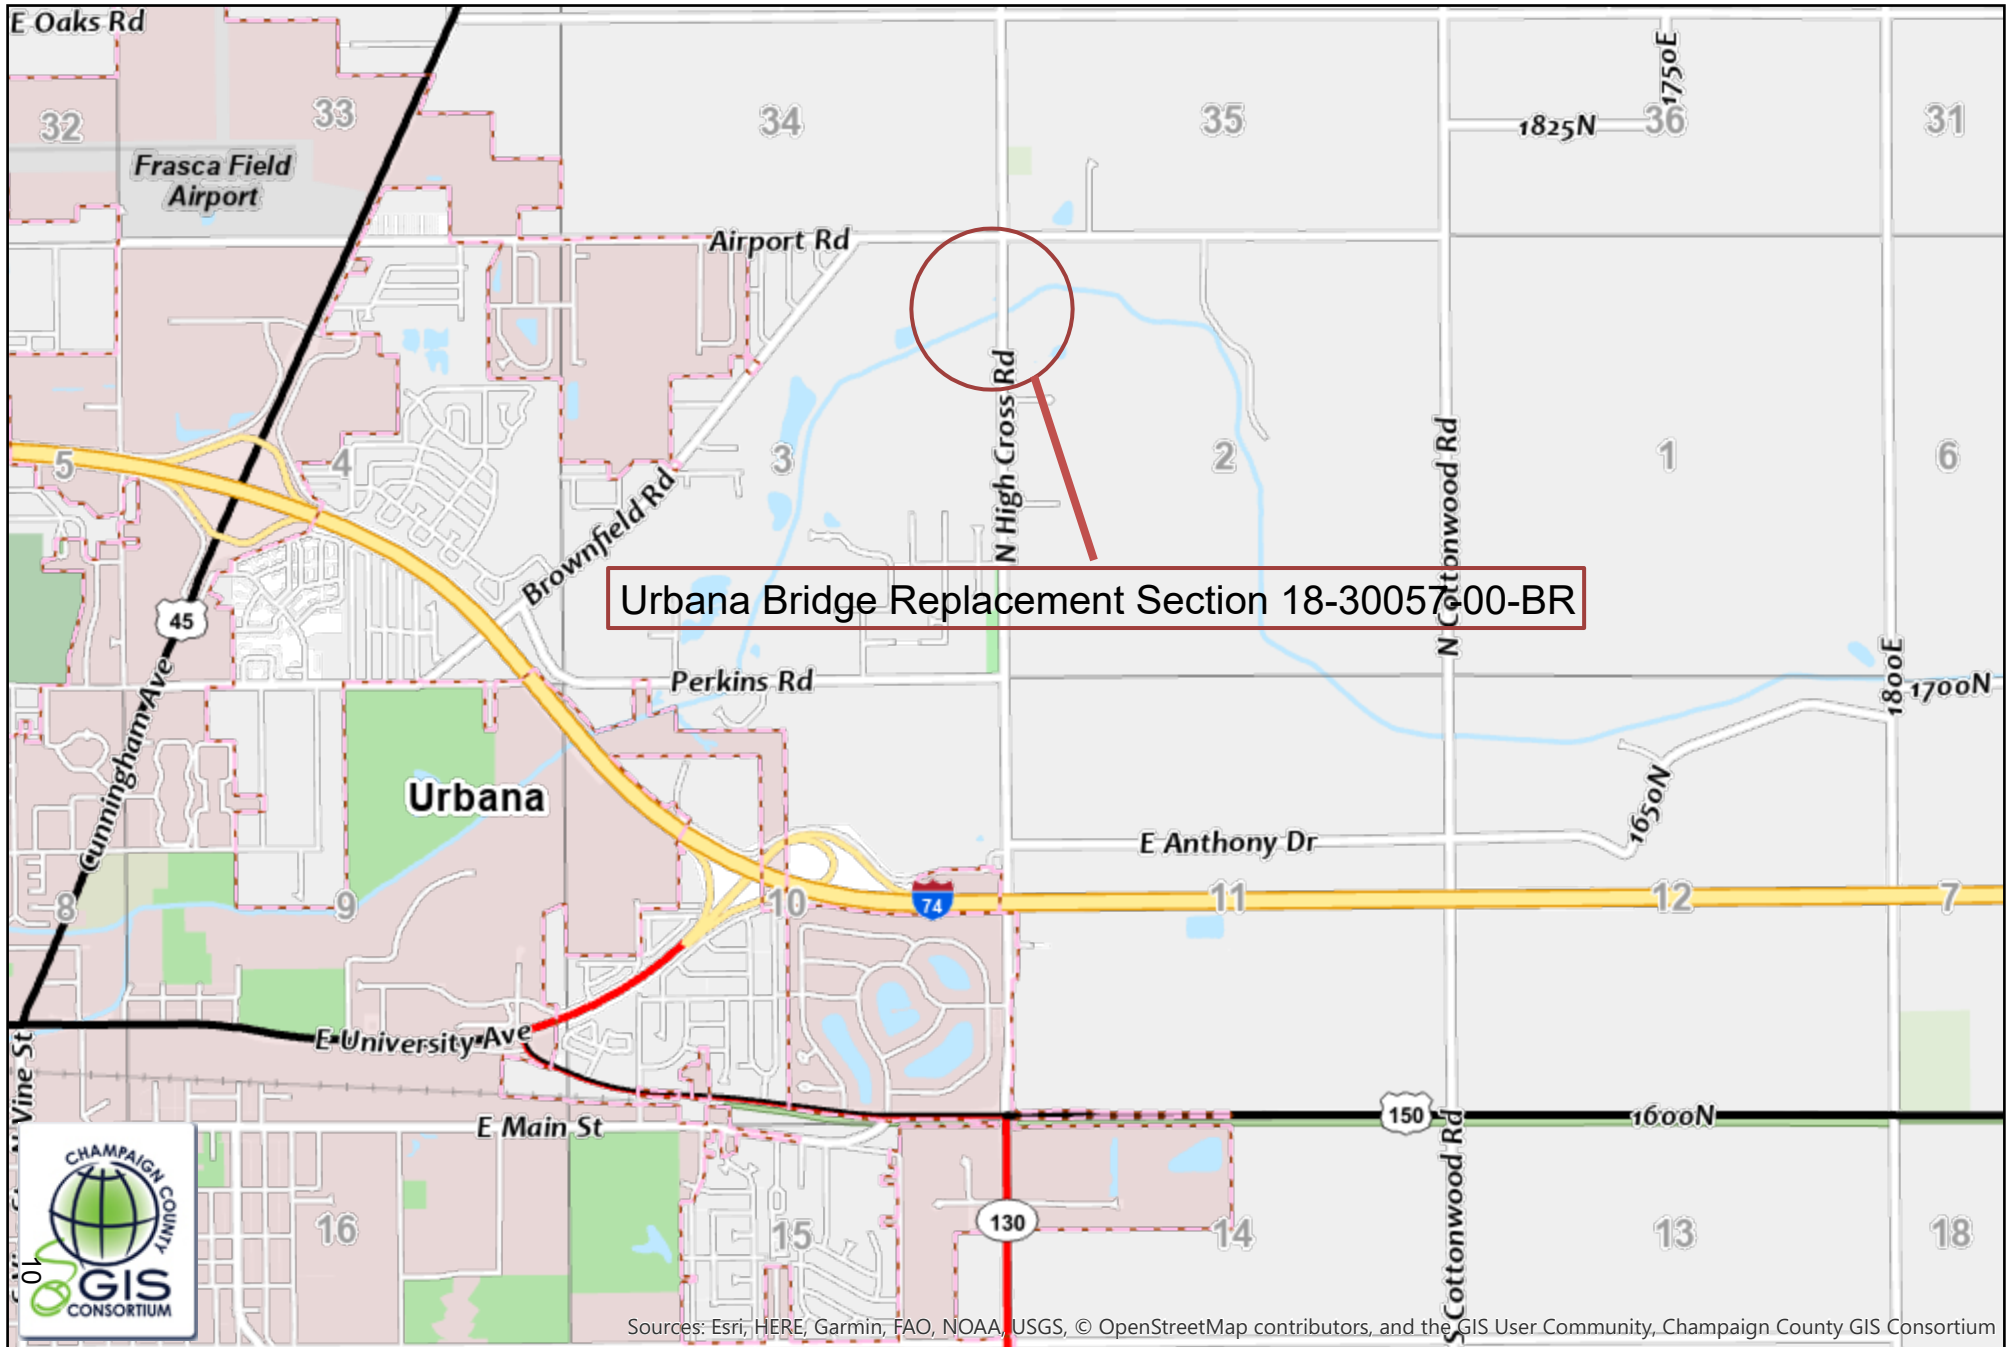 E Oaks Rd
1750E
32
33
34
35
1825N
36
31
Frasca Field
Airport
Airport Rd
N High Cross Rd
N Cottonwood Rd
5
4
3
2
1
6
Brownfield Rd
Urbana Bridge Replacement Section 18-30057-00-BR
45
Cunningham Ave
Perkins Rd
1800E
1700N
Urbana
1650N
E Anthony Dr
8
9
10
74
11
12
7
E University Ave
N Vine St
E Main St
150
1600N
S Cottonwood Rd
130
16
15
14
13
18
CHAMPAIGN COUNTY
GIS
CONSORTIUM
10
Sources: Esri, HERE, Garmin, FAO, NOAA, USGS, © OpenStreetMap contributors, and the GIS User Community, Champaign County GIS Consortium